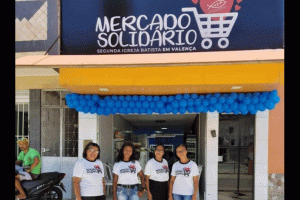 MERCADO
SOLIDÁRIO
SEGUNDA IGREJA BATISTA EM VALENÇA